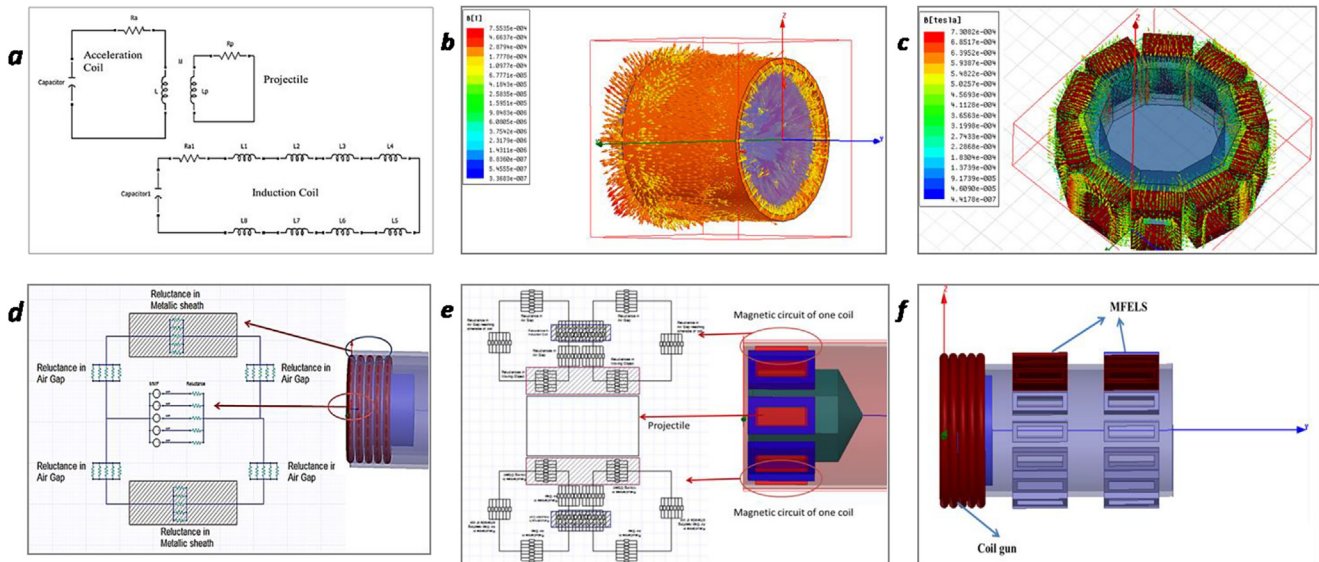 a
Ra
Acceleration
Coil
Capacitor
L
M
Rp
Lp
Projectile
Ra1
L1
L2
L3
L4
Capacitor1
Induction Coil
L8
L7
L6
L5
b
B[T]
7.5535e-004
4.6637e-004
2.8794e-004
1.7778e-004
1.0977e-004
6.7771e-005
4.1843e-005
2.5835e-005
1.5951e-005
9.8483e-006
6.0805e-006
3.7542e-006
2.3180e-006
1.4311e-006
8.8360e-007
5.4555e-007
3.3683e-007
Z
Y
c
B[tesla]
7.3082e-004
6.8517e-004
6.3952e-004
5.9387e-004
5.4822e-004
5.0257e-004
4.5693e-004
4.1128e-004
3.6563e-004
3.1998e-004
2.7433e-004
2.2868e-004
1.8304e-004
1.3739e-004
9.1739e-005
4.6090e-005
4.4178e-007
Z
d
Reluctance in
Metallic sheath
Reluctance in
Air Gap
Reluctance in
Air Gap
MMF
Reluctance
Reluctance in
Air Gap
Reluctance ir
Air Gap
Reluctance in
Metallic sheath
e
Magnetic circuit of one coil
Projectile
Magnetic circuit of one coil
f
Z
MFELS
Y
Coil gun